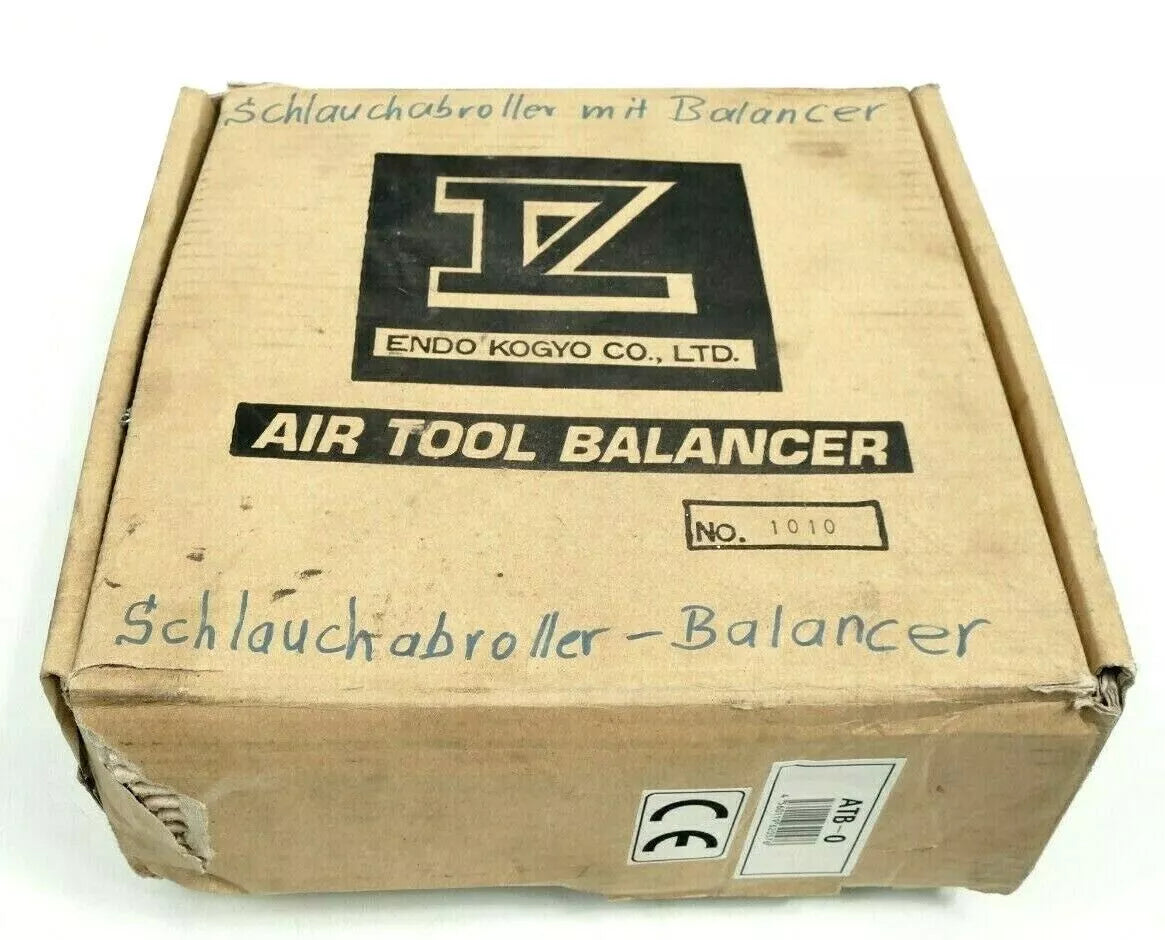 Schlauchabroller mit Balancer
ENDO KOGYO CO., LTD.
AIR TOOL BALANCER
NO. 1010
Schlauchabroller - Balancer
CE
ATB-0